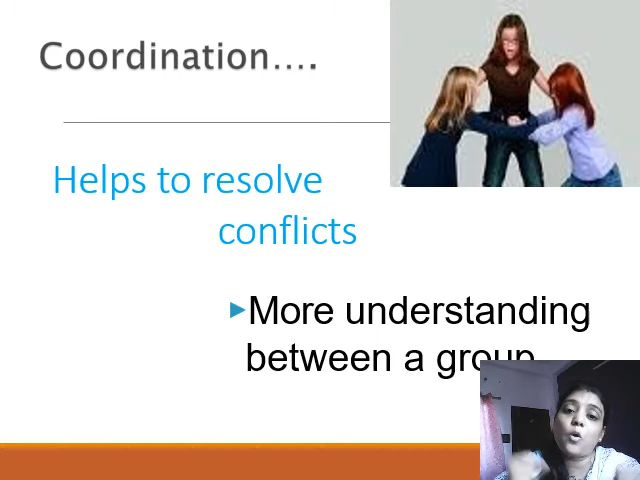 Coordination….
Helps to resolve
conflicts
More understanding
between a group